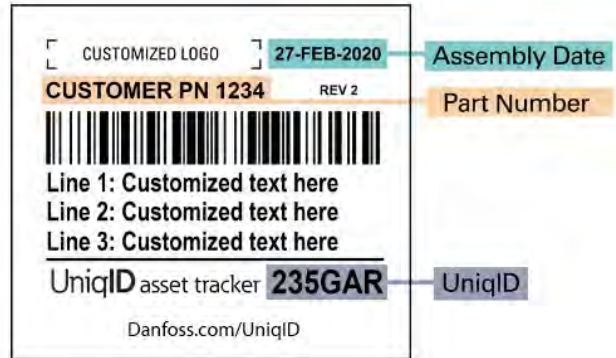 CUSTOMIZED LOGO 27-FEB-2020 Assembly Date
CUSTOMER PN 1234 REV 2 Part Number
Line 1: Customized text here
Line 2: Customized text here
Line 3: Customized text here
UniqID asset tracker 235GAR UniqID
Danfoss.com/UniqID